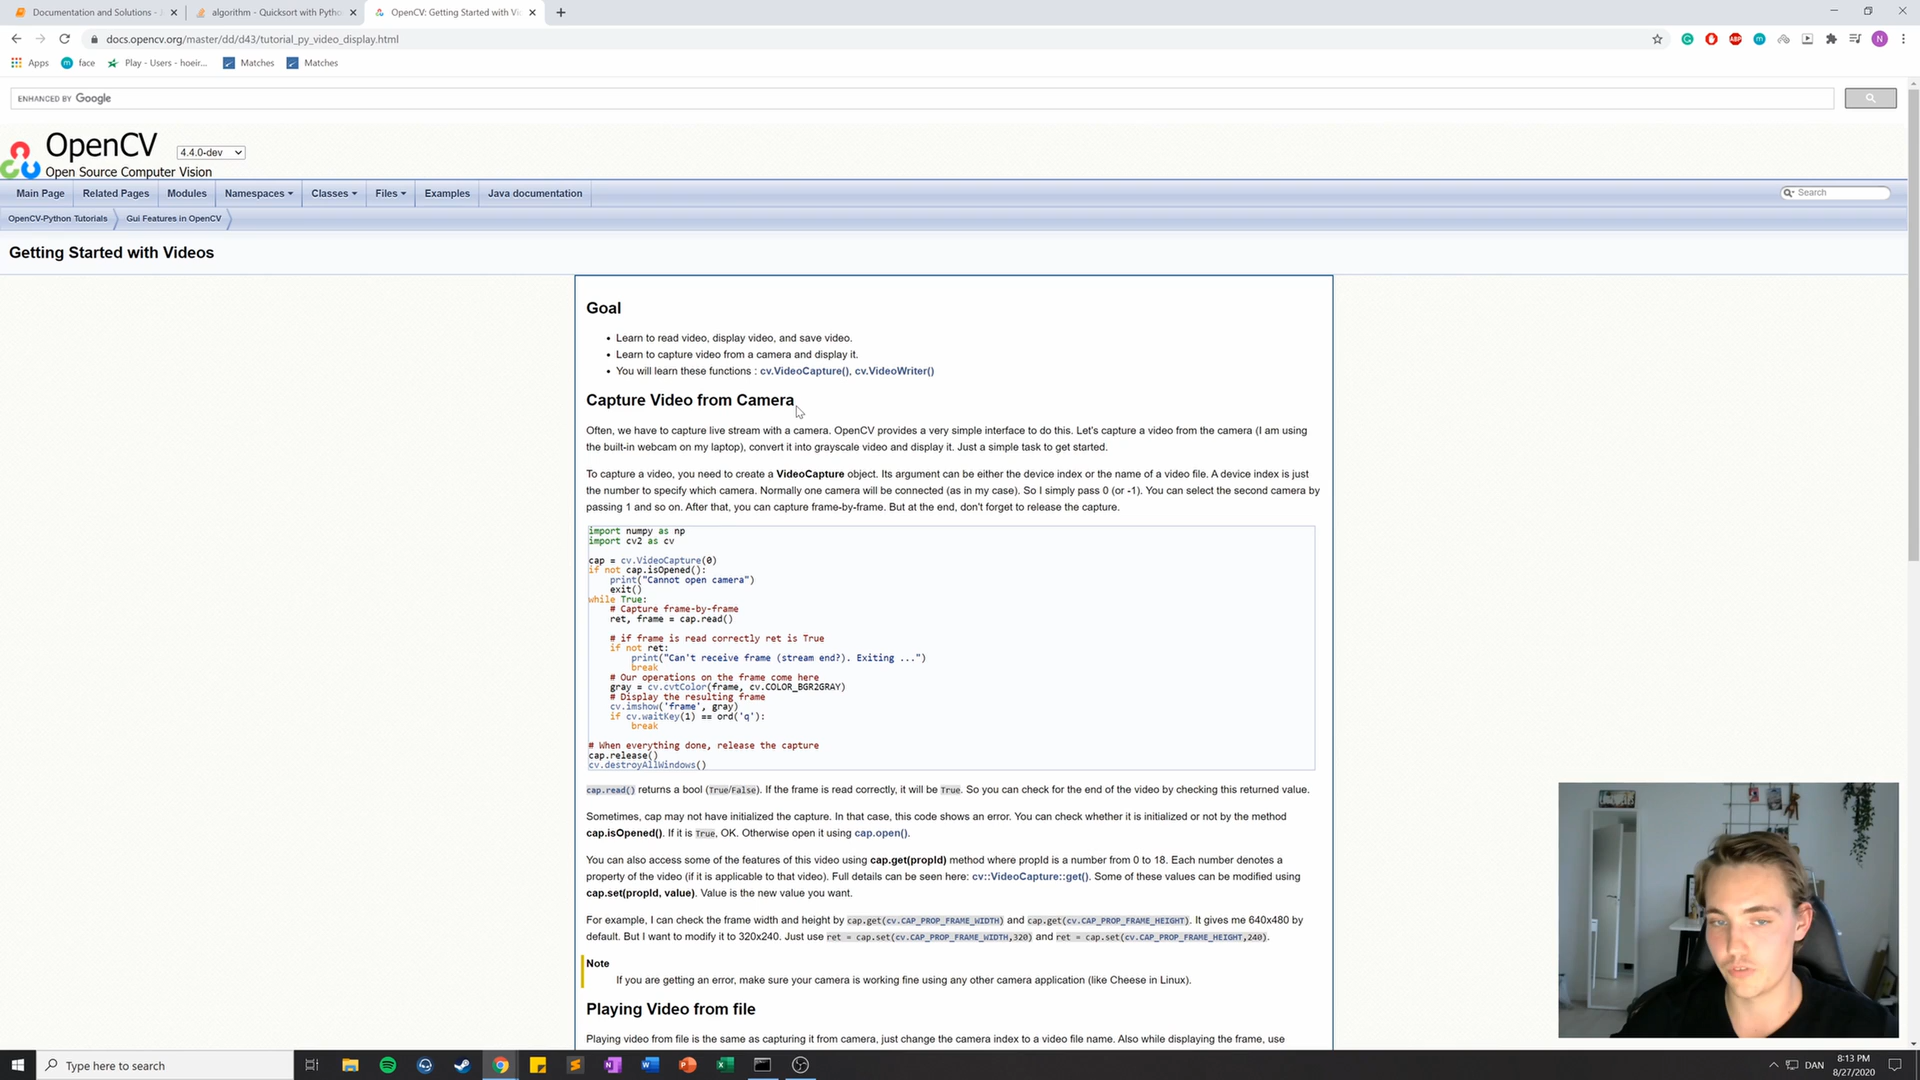 Documentation and Solutions -
algorithm - Quicksort with Pytho
OpenCV: Getting Started with Vi
docs.opencv.org/master/dd/d43/tutorial_py_video_display.html
Apps
face
Play - Users - hoeir...
Matches
Matches
ENHANCED BY Google
OpenCV
4.4.0-dev
Open Source Computer Vision
Main Page
Related Pages
Modules
Namespaces
Classes
Files
Examples
Java documentation
Search
OpenCV-Python Tutorials
Gui Features in OpenCV
Getting Started with Videos
Goal
• Learn to read video, display video, and save video.
• Learn to capture video from a camera and display it.
• You will learn these functions : cv.VideoCapture(), cv.VideoWriter()
Capture Video from Camera
Often, we have to capture live stream with a camera. OpenCV provides a very simple interface to do this. Let's capture a video from the camera (I am using
the built-in webcam on my laptop), convert it into grayscale video and display it. Just a simple task to get started.
To capture a video, you need to create a VideoCapture object. Its argument can be either the device index or the name of a video file. A device index is just
the number to specify which camera. Normally one camera will be connected (as in my case). So I simply pass 0 (or -1). You can select the second camera by
passing 1 and so on. After that, you can capture frame-by-frame. But at the end, don't forget to release the capture.
import numpy as np
import cv2 as cv
cap = cv.VideoCapture(0)
if not cap.isOpened():
print("Cannot open camera")
exit()
while True:
# Capture frame-by-frame
ret, frame = cap.read()
# if frame is read correctly ret is True
if not ret:
print("Can't receive frame (stream end?). Exiting ...")
break
# Our operations on the frame come here
gray = cv.cvtColor(frame, cv.COLOR_BGR2GRAY)
# Display the resulting frame
cv.imshow('frame', gray)
if cv.waitKey(1) == ord('q'):
break
# When everything done, release the capture
cap.release()
cv.destroyAllWindows()
cap.read() returns a bool (True/False). If the frame is read correctly, it will be True. So you can check for the end of the video by checking this returned value.
Sometimes, cap may not have initialized the capture. In that case, this code shows an error. You can check whether it is initialized or not by the method
cap.isOpened(). If it is True, OK. Otherwise open it using cap.open().
You can also access some of the features of this video using cap.get(propId) method where propId is a number from 0 to 18. Each number denotes a
property of the video (if it is applicable to that video). Full details can be seen here: cv::VideoCapture::get(). Some of these values can be modified using
cap.set(propId, value). Value is the new value you want.
For example, I can check the frame width and height by cap.get(cv.CAP_PROP_FRAME_WIDTH) and cap.get(cv.CAP_PROP_FRAME_HEIGHT). It gives me 640x480 by
default. But I want to modify it to 320x240. Just use ret = cap.set(cv.CAP_PROP_FRAME_WIDTH,320) and ret = cap.set(cv.CAP_PROP_FRAME_HEIGHT,240).
Note
If you are getting an error, make sure your camera is working fine using any other camera application (like Cheese in Linux).
Playing Video from file
Playing video from file is the same as capturing it from camera, just change the camera index to a video file name. Also while displaying the frame, use
Type here to search
DAN
8:13 PM
8/27/2020